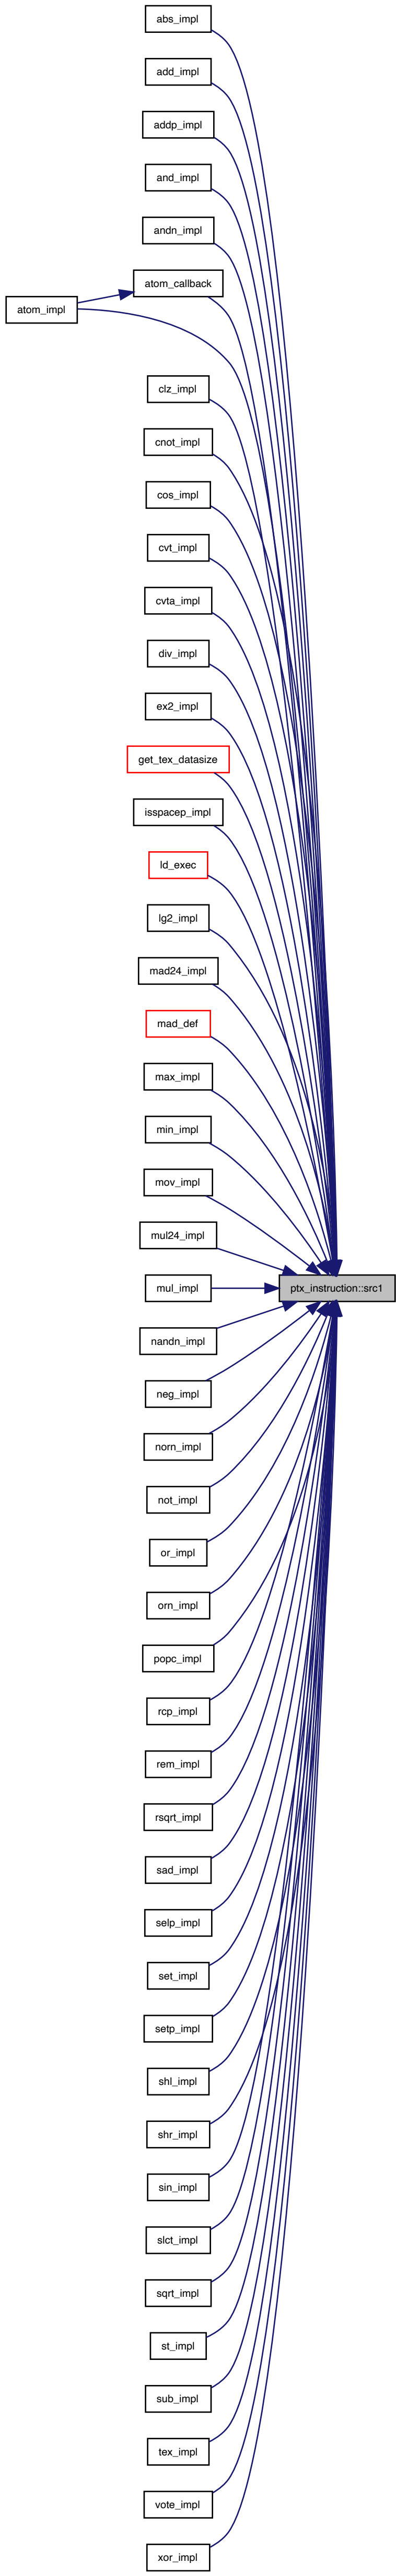 abs_impl
add_impl
addp_impl
and_impl
andn_impl
atom_callback
atom_impl
clz_impl
cnot_impl
cos_impl
cvt_impl
cvta_impl
div_impl
ex2_impl
get_tex_datasize
isspacep_impl
ld_exec
lg2_impl
mad24_impl
mad_def
max_impl
min_impl
mov_impl
mul24_impl
mul_impl
ptx_instruction::src1
nandn_impl
neg_impl
norn_impl
not_impl
or_impl
orn_impl
popc_impl
rcp_impl
rem_impl
rsqrt_impl
sad_impl
selp_impl
set_impl
setp_impl
shl_impl
shr_impl
sin_impl
slct_impl
sqrt_impl
st_impl
sub_impl
tex_impl
vote_impl
xor_impl